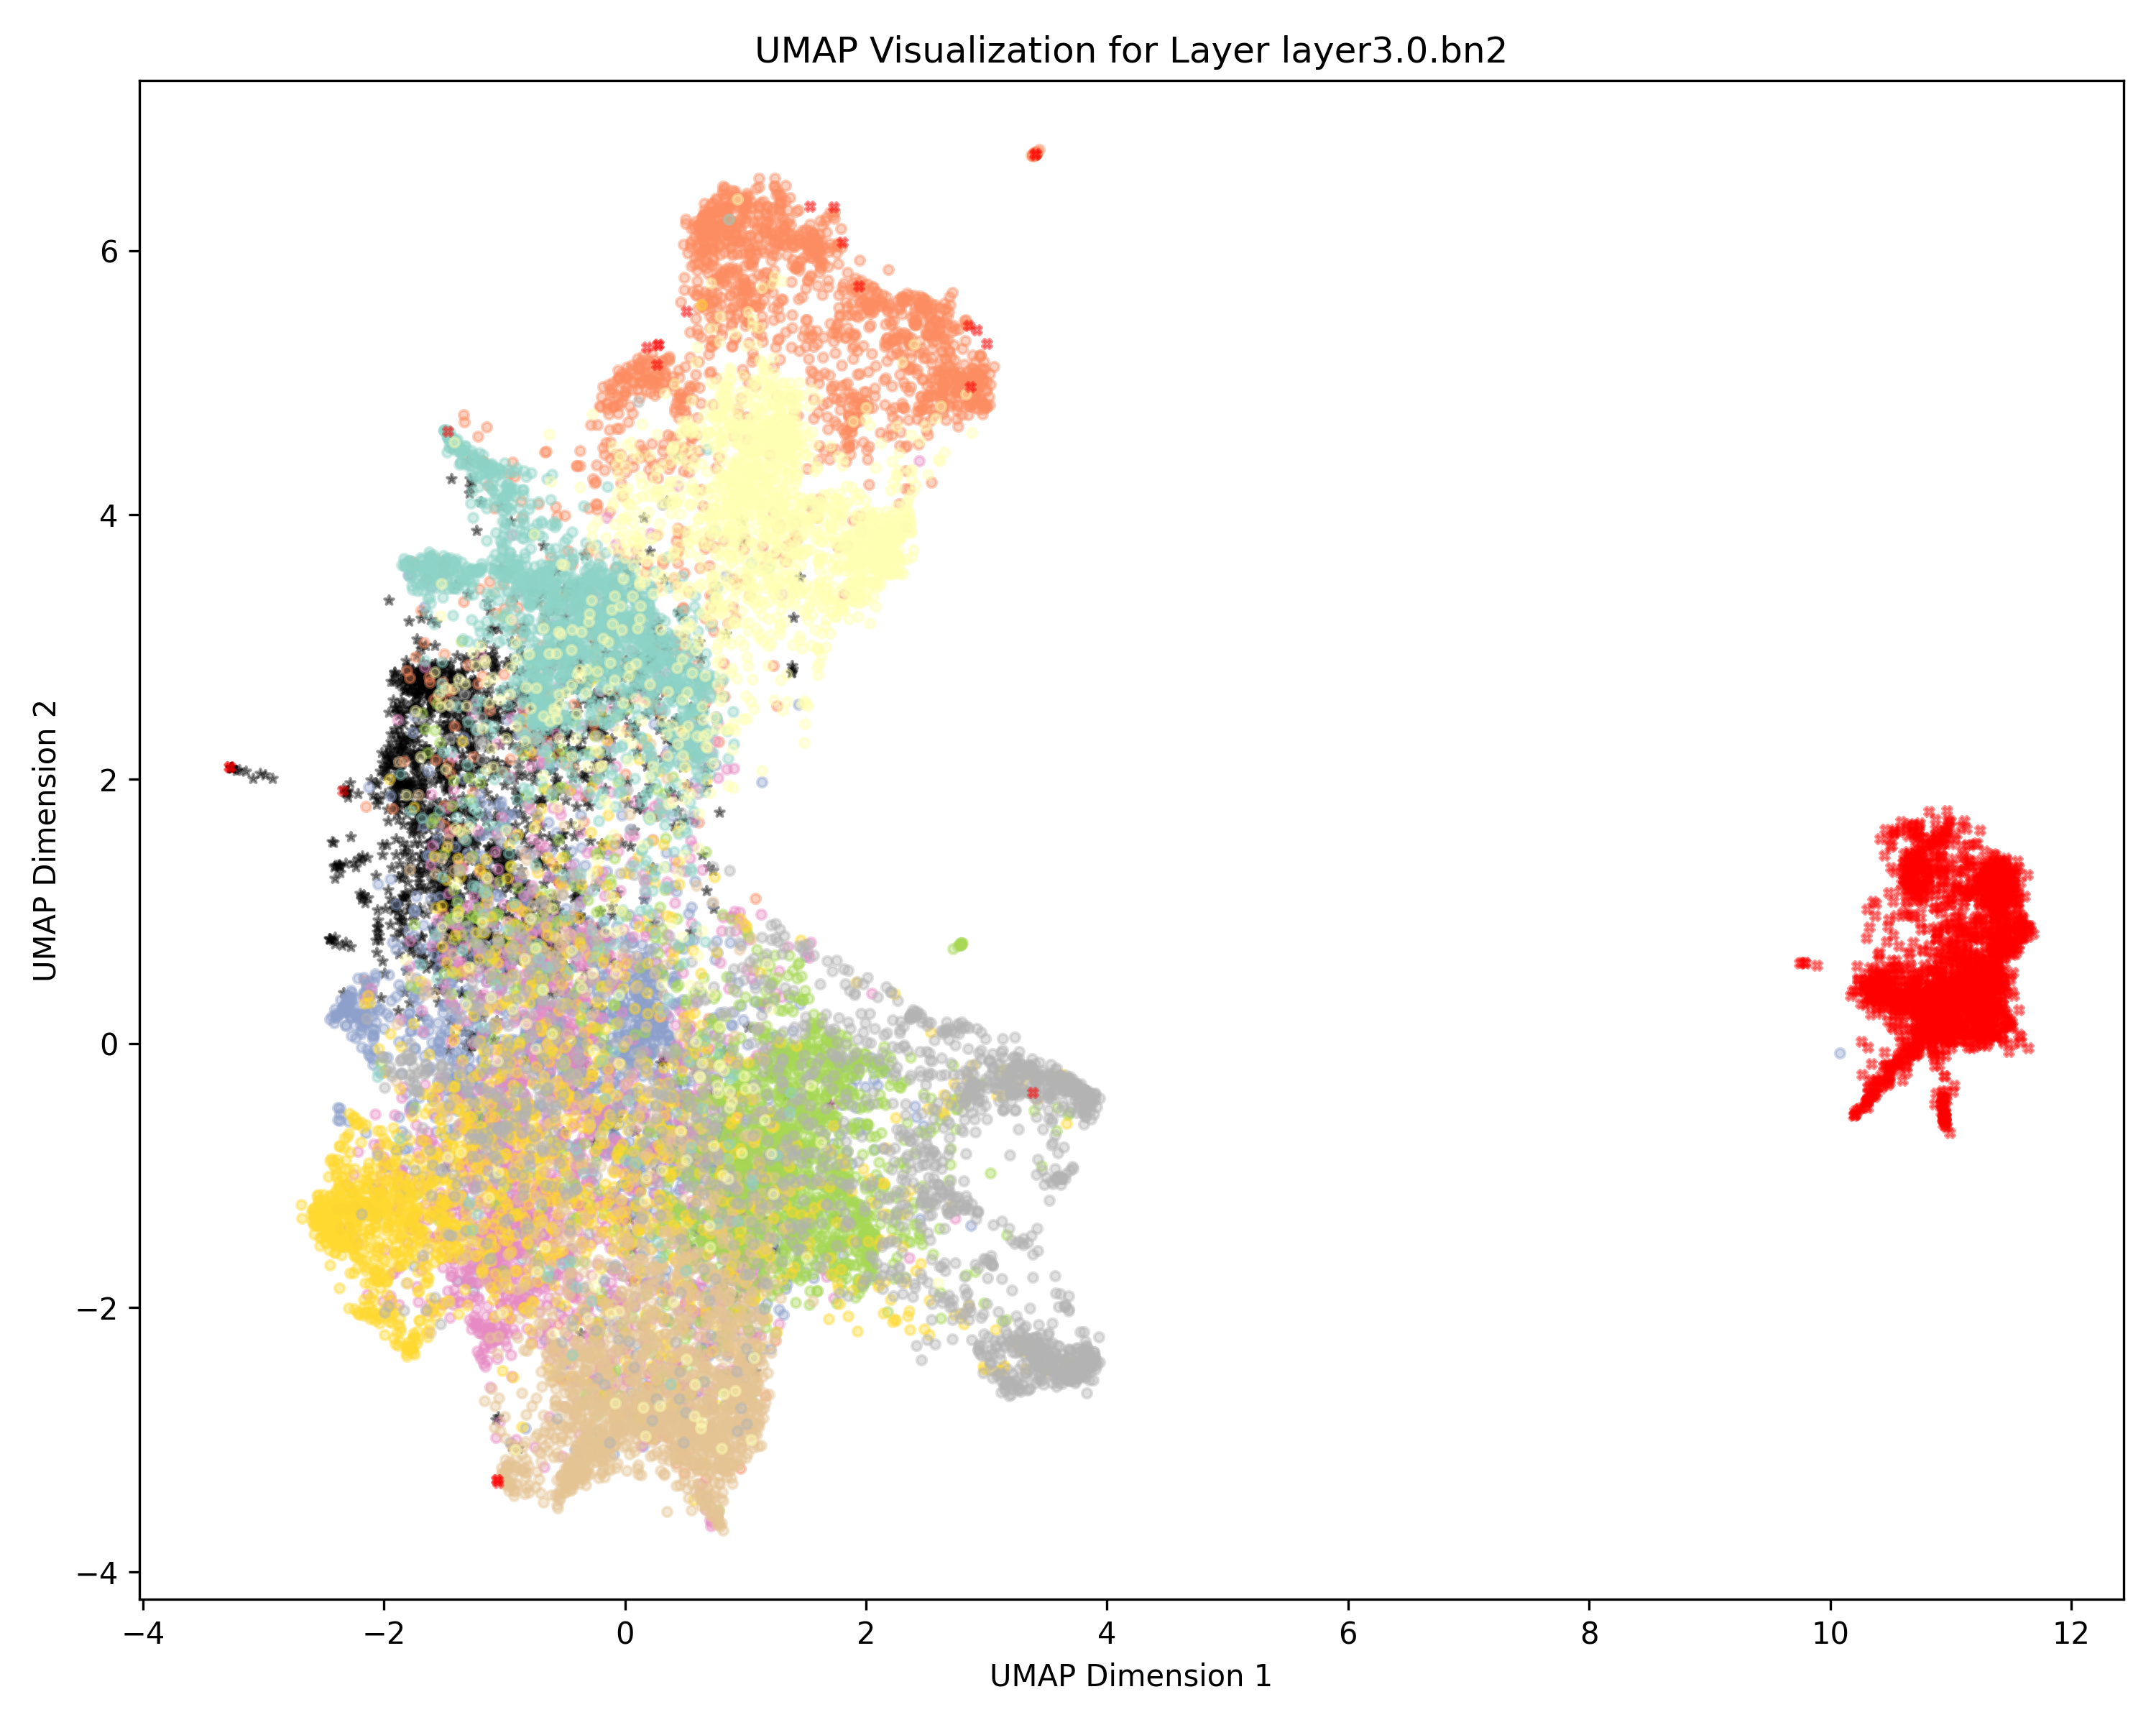 UMAP Visualization for Layer layer3.0.bn2
UMAP Dimension 2
6
4
2
0
−2
−4
−4 −2 0 2 4 6 8 10 12
UMAP Dimension 1